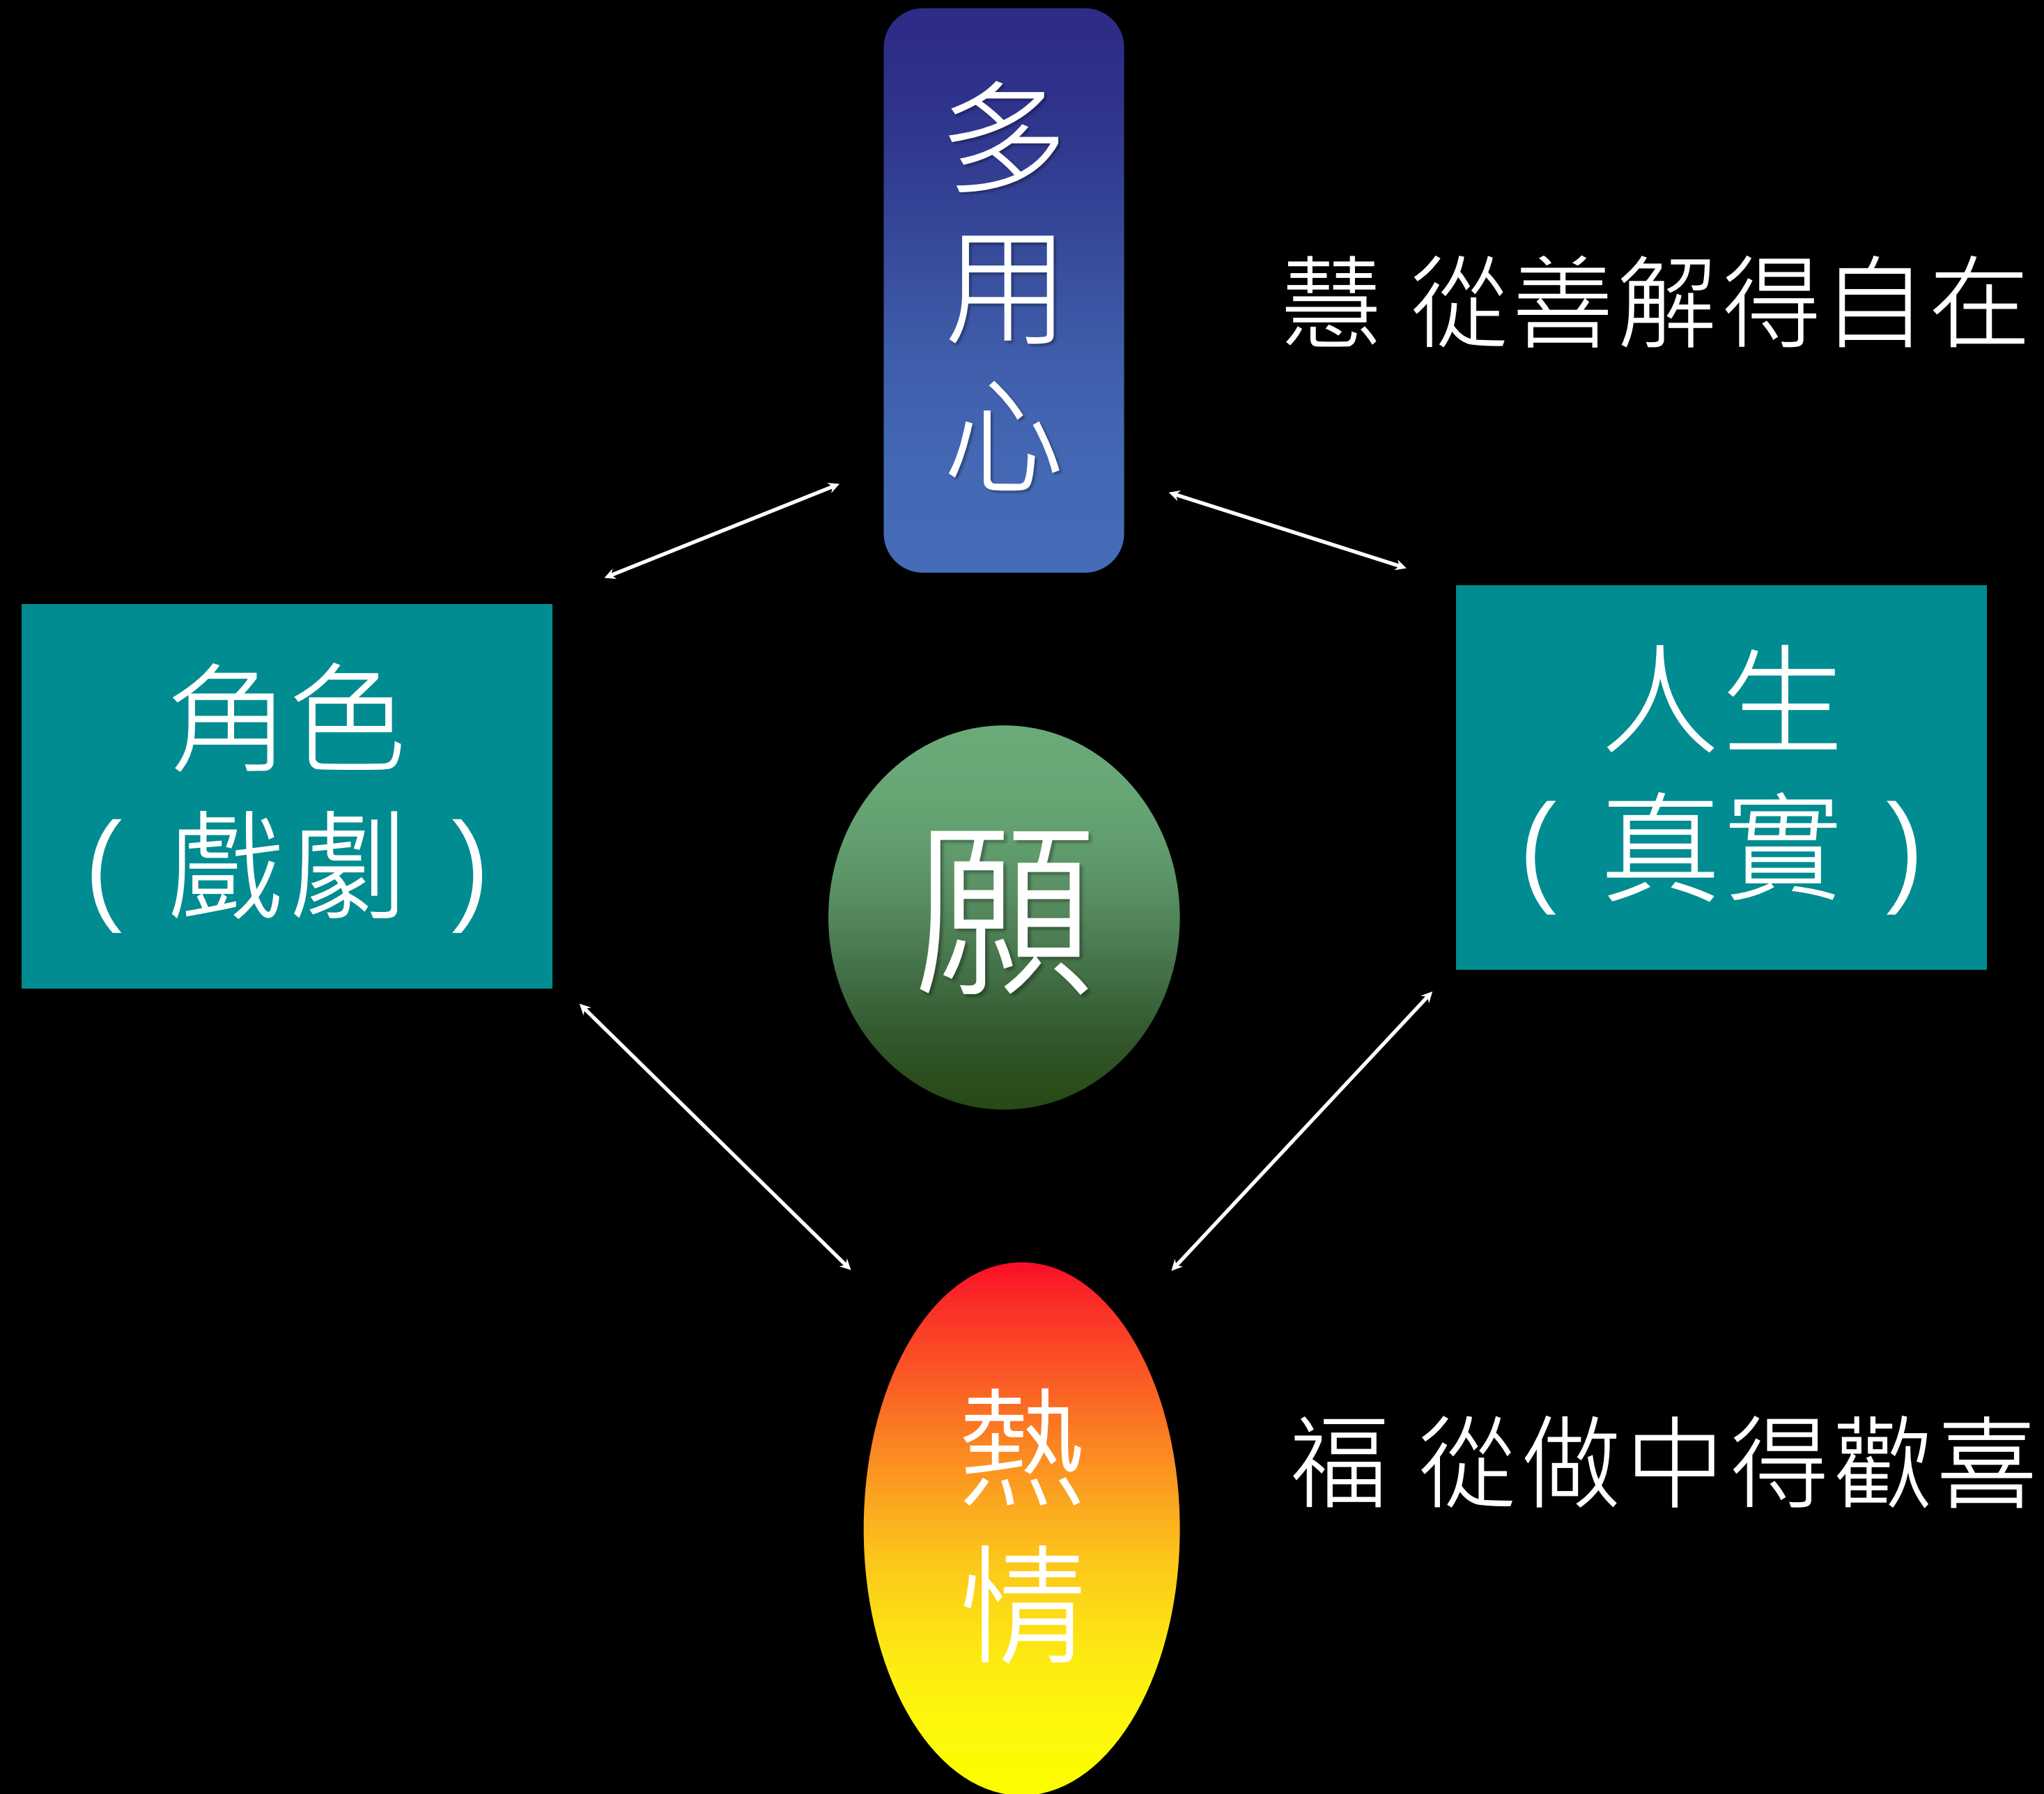 多
用
心
慧 從善解得自在
角色
( 戲劇 )
人生
( 真實 )
願
熱
情
福 從做中得歡喜